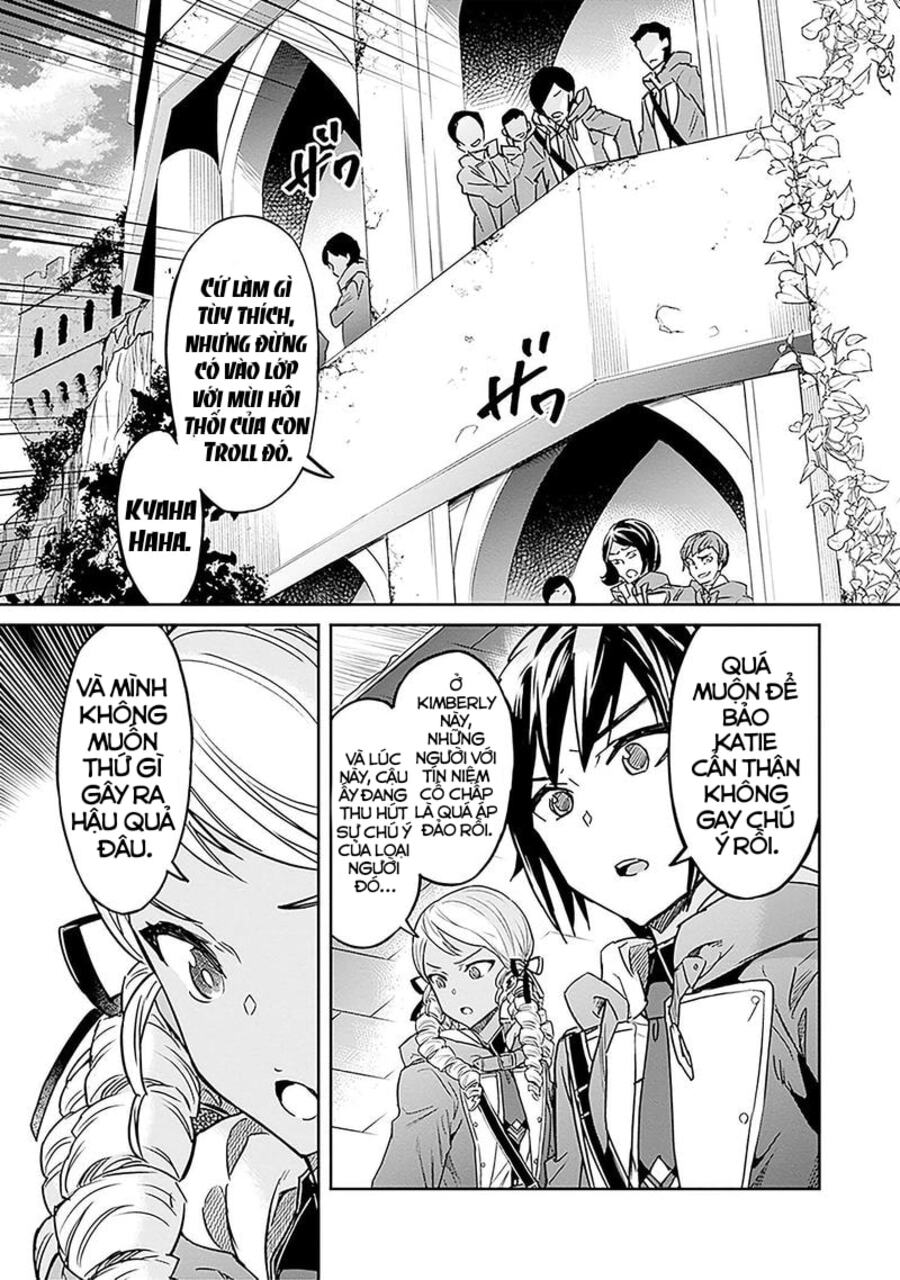 ザワ
ザワ
CỨ LÀM GÌ
TÙY THÍCH,
NHƯNG ĐỪNG
CÓ VÀO LỚP
VỚI MÙI HÔI
THỐI CỦA CON
TROLL ĐÓ.
KYAHA
HAHA.
QUÁ
MUỘN ĐỂ
BẢO
KATIE
CẨN THẬN
KHÔNG
GAY CHÚ
Ý RỒI.
Ở
KIMBERLY
NÀY,
NHỮNG
NGƯỜI VỚI
TÍN NIỆM
CỐ CHẤP
LÀ QUÁ ÁP
ĐẢO RỒI.
VÀ LÚC
NÀY, CẬU
ẤY ĐANG
THU HÚT
SỰ CHÚ Ý
CỦA LOẠI
NGƯỜI
ĐÓ...
VÀ MÌNH
KHÔNG
MUỐN
THỨ GÌ
GÂY RA
HẬU QUẢ
ĐÂU.